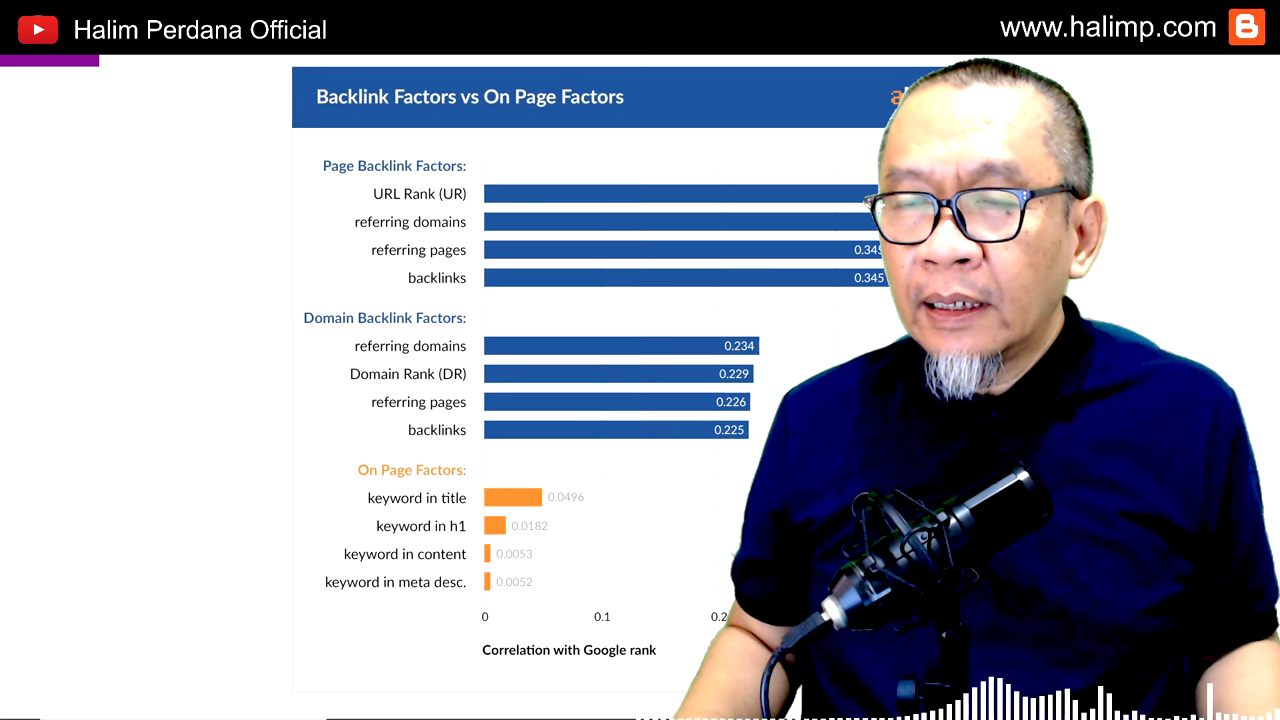 Halim Perdana Official
www.halimp.com
Backlink Factors vs On Page Factors
Page Backlink Factors:
URL Rank (UR)
referring domains
referring pages 0.345
backlinks 0.345
Domain Backlink Factors:
referring domains 0.234
Domain Rank (DR) 0.229
referring pages 0.226
backlinks 0.225
On Page Factors:
keyword in title 0.0496
keyword in h1 0.0182
keyword in content 0.0053
keyword in meta desc. 0.0052
0 0.1 0.2
Correlation with Google rank